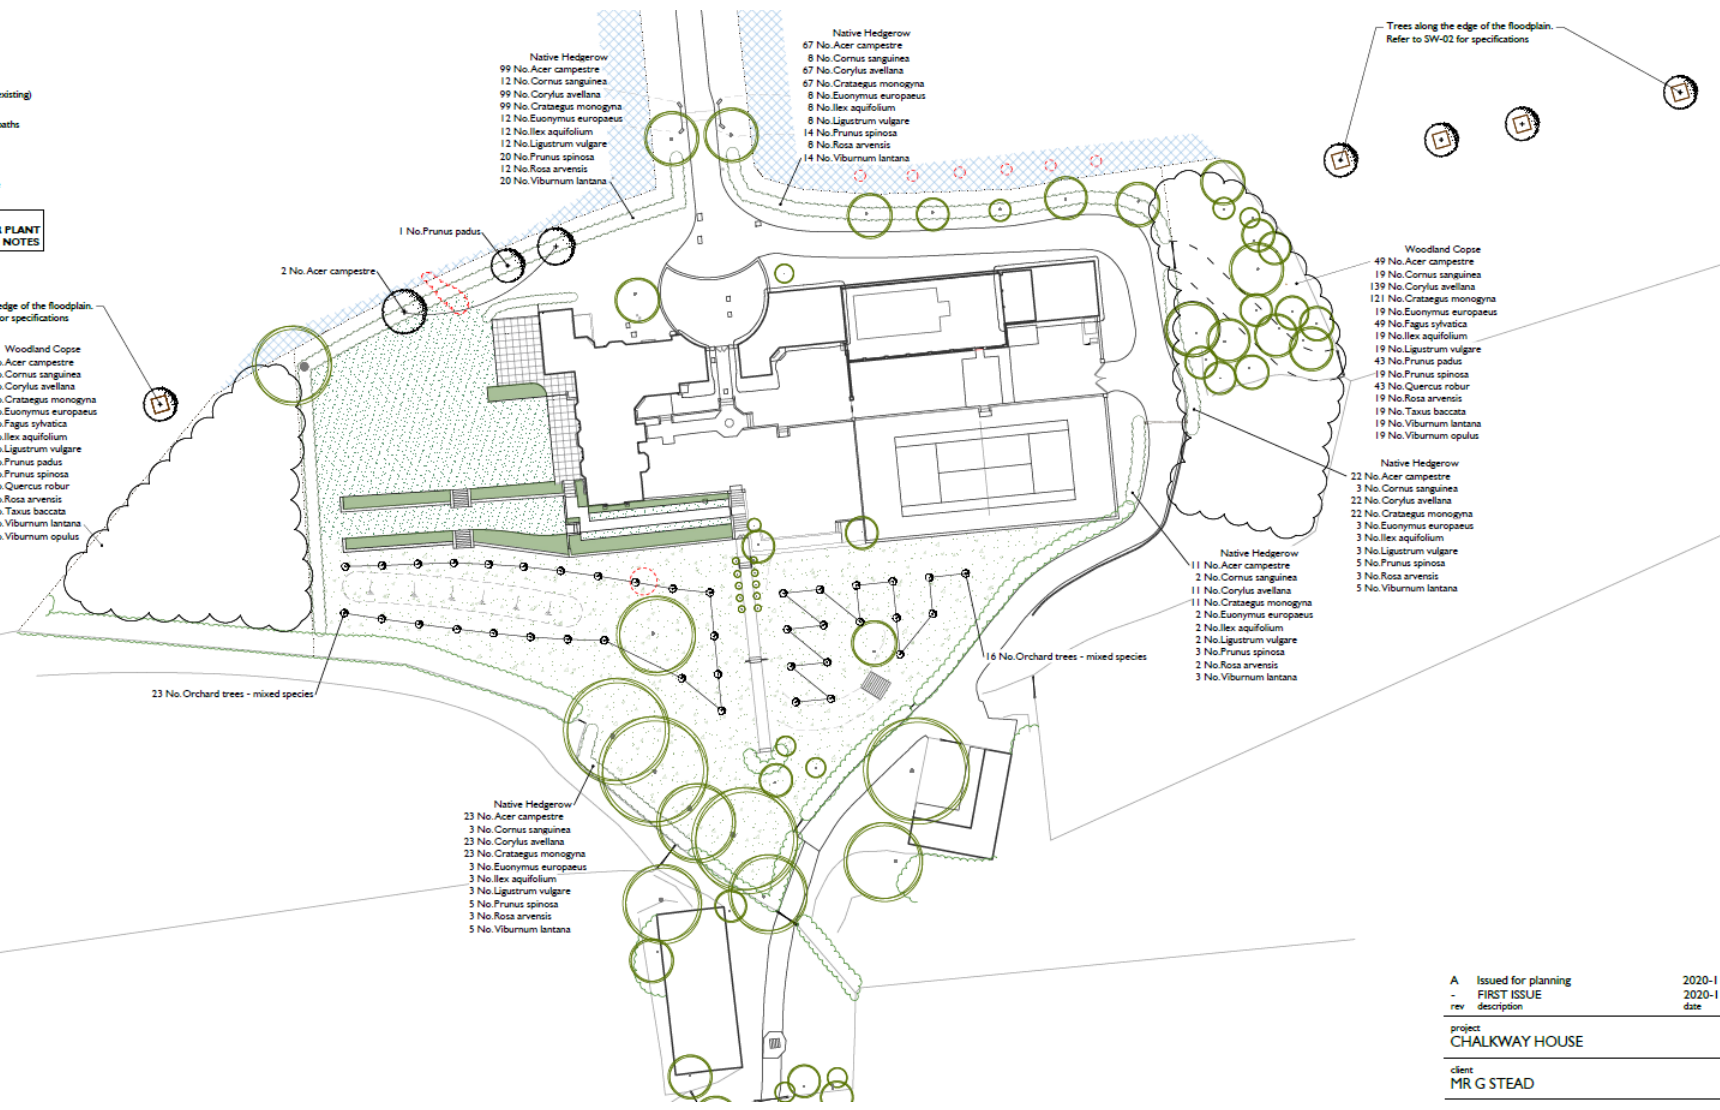 existing)
paths
PLANT
NOTES
edge of the floodplain.
or specifications
Woodland Copse
Acer campestre
Cornus sanguinea
Corylus avellana
Crataegus monogyna
Euonymus europaeus
Fagus sylvatica
Ilex aquifolium
Ligustrum vulgare
Prunus padus
Prunus spinosa
Quercus robur
Rosa arvensis
Taxus baccata
Viburnum lantana
Viburnum opulus
Native Hedgerow
99 No. Acer campestre
12 No. Cornus sanguinea
99 No. Corylus avellana
99 No. Crataegus monogyna
12 No. Euonymus europaeus
12 No. Ilex aquifolium
12 No. Ligustrum vulgare
20 No. Prunus spinosa
12 No. Rosa arvensis
20 No. Viburnum lantana
Native Hedgerow
67 No. Acer campestre
8 No. Cornus sanguinea
67 No. Corylus avellana
67 No. Crataegus monogyna
8 No. Euonymus europaeus
8 No. Ilex aquifolium
8 No. Ligustrum vulgare
14 No. Prunus spinosa
8 No. Rosa arvensis
14 No. Viburnum lantana
Trees along the edge of the floodplain.
Refer to SW-02 for specifications
1 No. Prunus padus
2 No. Acer campestre
Woodland Copse
49 No. Acer campestre
19 No. Cornus sanguinea
139 No. Corylus avellana
121 No. Crataegus monogyna
19 No. Euonymus europaeus
49 No. Fagus sylvatica
19 No. Ilex aquifolium
19 No. Ligustrum vulgare
43 No. Prunus padus
19 No. Prunus spinosa
43 No. Quercus robur
19 No. Rosa arvensis
19 No. Taxus baccata
19 No. Viburnum lantana
19 No. Viburnum opulus
Native Hedgerow
22 No. Acer campestre
3 No. Cornus sanguinea
22 No. Corylus avellana
22 No. Crataegus monogyna
3 No. Euonymus europaeus
3 No. Ilex aquifolium
3 No. Ligustrum vulgare
5 No. Prunus spinosa
3 No. Rosa arvensis
5 No. Viburnum lantana
Native Hedgerow
11 No. Acer campestre
2 No. Cornus sanguinea
11 No. Corylus avellana
11 No. Crataegus monogyna
2 No. Euonymus europaeus
2 No. Ilex aquifolium
2 No. Ligustrum vulgare
3 No. Prunus spinosa
2 No. Rosa arvensis
3 No. Viburnum lantana
16 No. Orchard trees - mixed species
23 No. Orchard trees - mixed species
Native Hedgerow
23 No. Acer campestre
3 No. Cornus sanguinea
23 No. Corylus avellana
23 No. Crataegus monogyna
3 No. Euonymus europaeus
3 No. Ilex aquifolium
3 No. Ligustrum vulgare
5 No. Prunus spinosa
3 No. Rosa arvensis
5 No. Viburnum lantana
A Issued for planning 2020-1
- FIRST ISSUE 2020-1
rev description date
project
CHALKWAY HOUSE
client
MR G STEAD